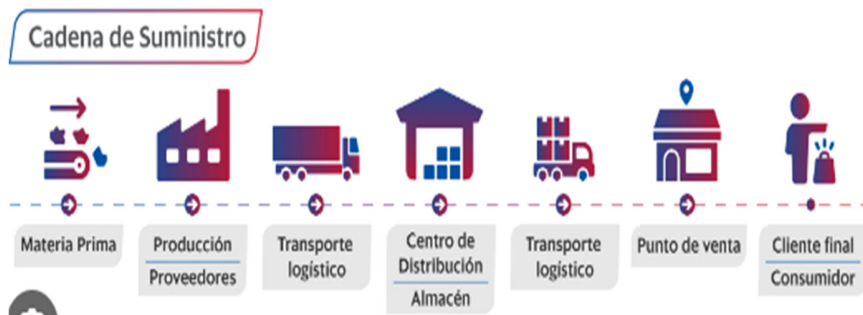 Cadena de Suministro
Materia Prima
Producción
Proveedores
Transporte
logístico
Centro de
Distribución
Almacén
Transporte
logístico
Punto de venta
Cliente final
Consumidor